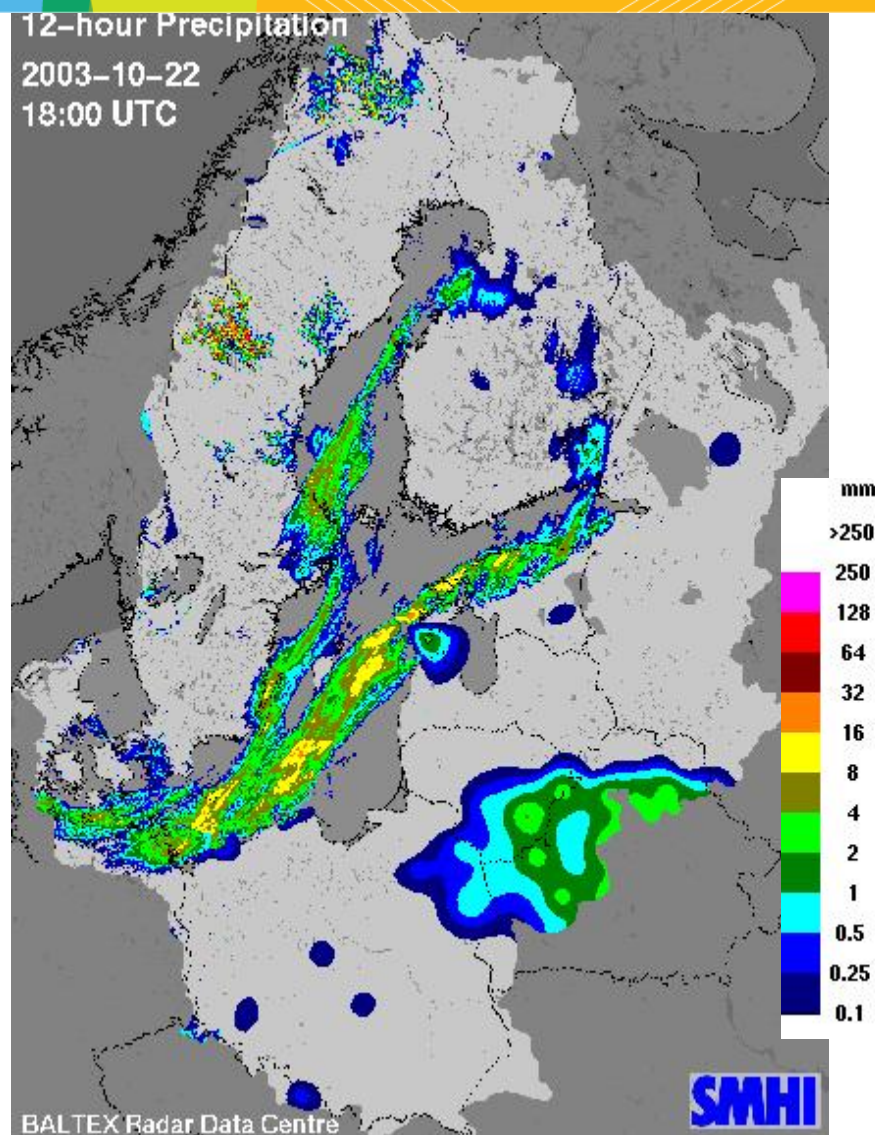 12-hour Precipitation
2003-10-22
18:00 UTC
mm
>250
250
128
64
32
16
8
4
2
1
0.5
0.25
0.1
SMHI
BALTEX Radar Data Centre